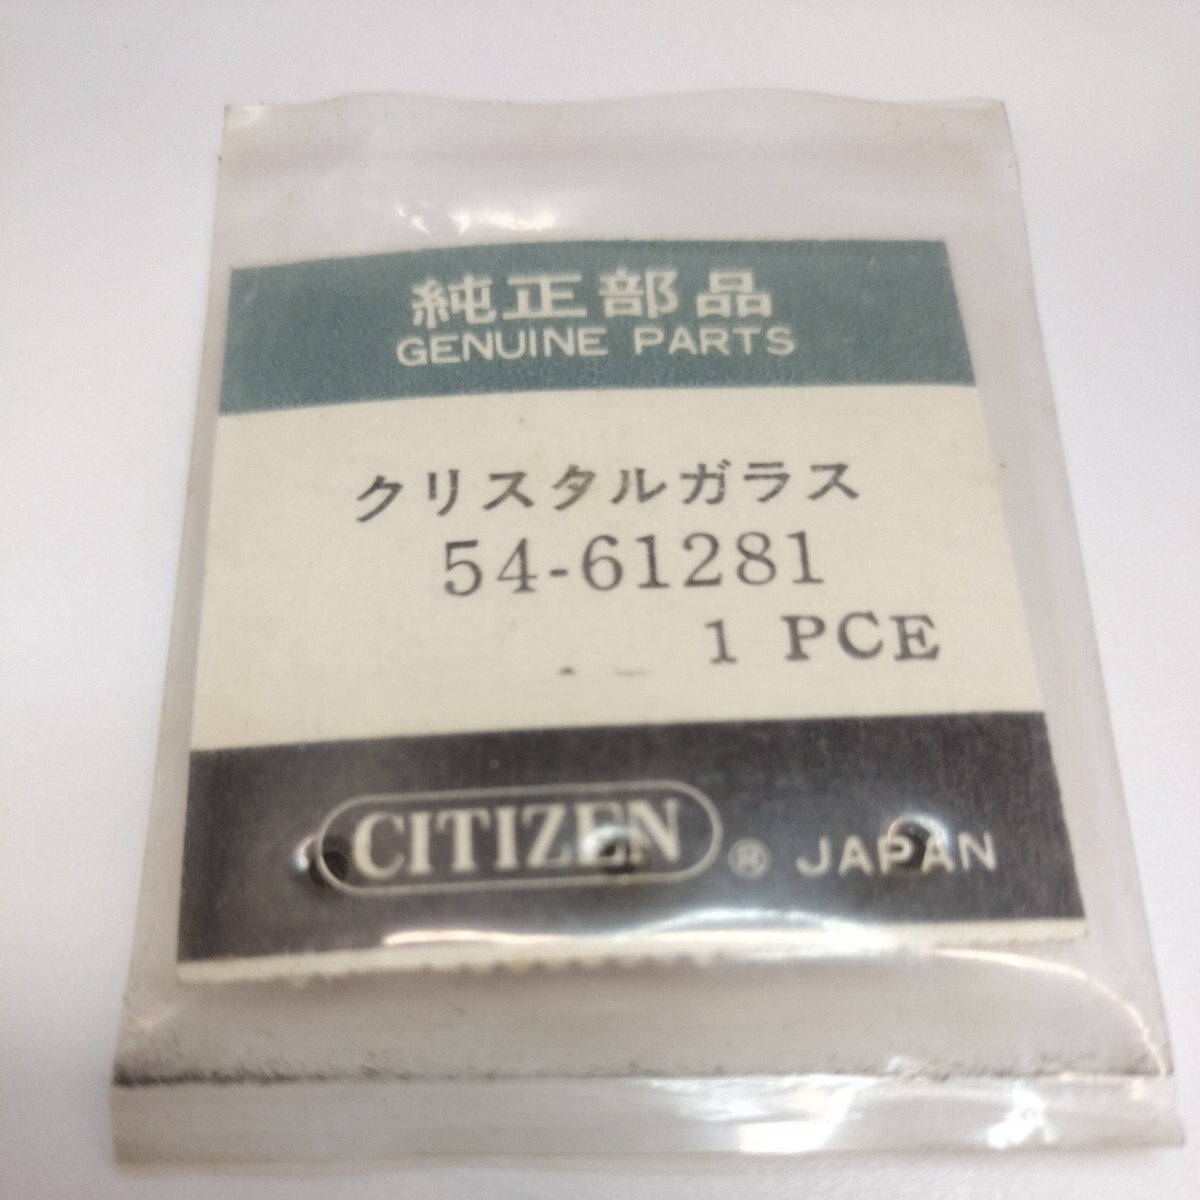 純正部品
GENUINE PARTS
クリスタルガラス
54-61281
1 PCE
CITIZEN ® JAPAN